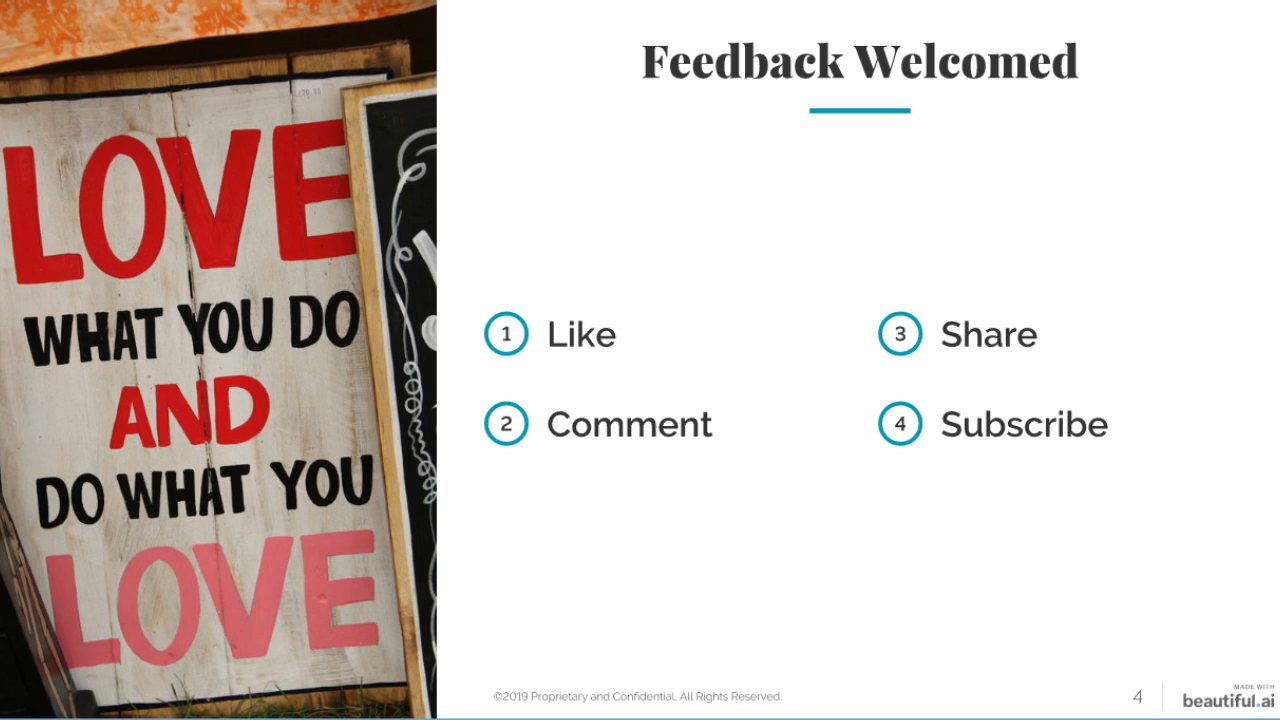 Feedback Welcomed
LOVE
WHAT YOU DO
AND
DO WHAT YOU
LOVE
1 Like
2 Comment
3 Share
4 Subscribe
©2019 Proprietary and Confidential. All Rights Reserved.
4
MADE WITH
beautiful.ai